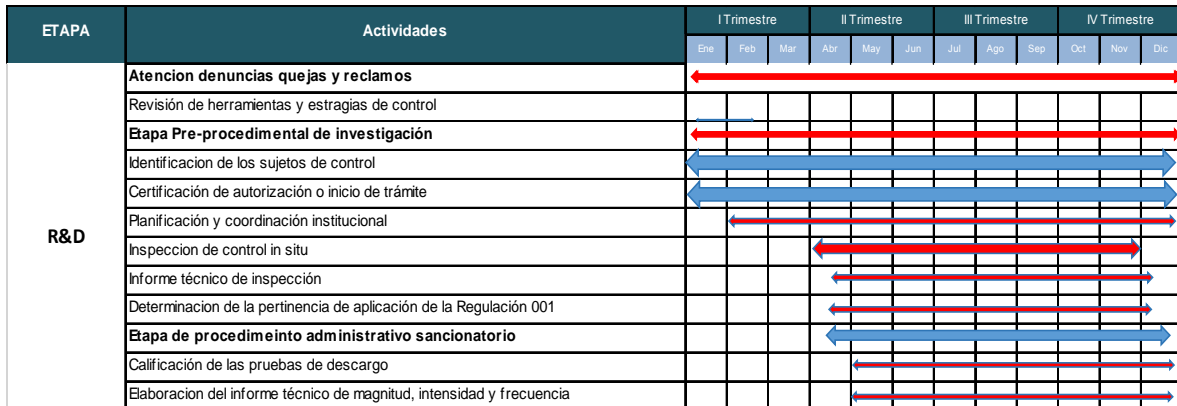 ETAPA Actividades I Trimestre II Trimestre III Trimestre IV Trimestre
Ene Feb Mar Abr May Jun Jul Ago Sep Oct Nov Dic
Atencion denuncias quejas y reclamos
Revisión de herramientas y estragias de control
Etapa Pre-procedimental de investigación
Identificacion de los sujetos de control
Certificación de autorización o inicio de trámite
Planificación y coordinación institucional
R&D
Inspeccion de control in situ
Informe técnico de inspección
Determinacion de la pertinencia de aplicación de la Regulación 001
Etapa de procedimeinto administrativo sancionatorio
Calificación de las pruebas de descargo
Elaboracion del informe técnico de magnitud, intensidad y frecuencia